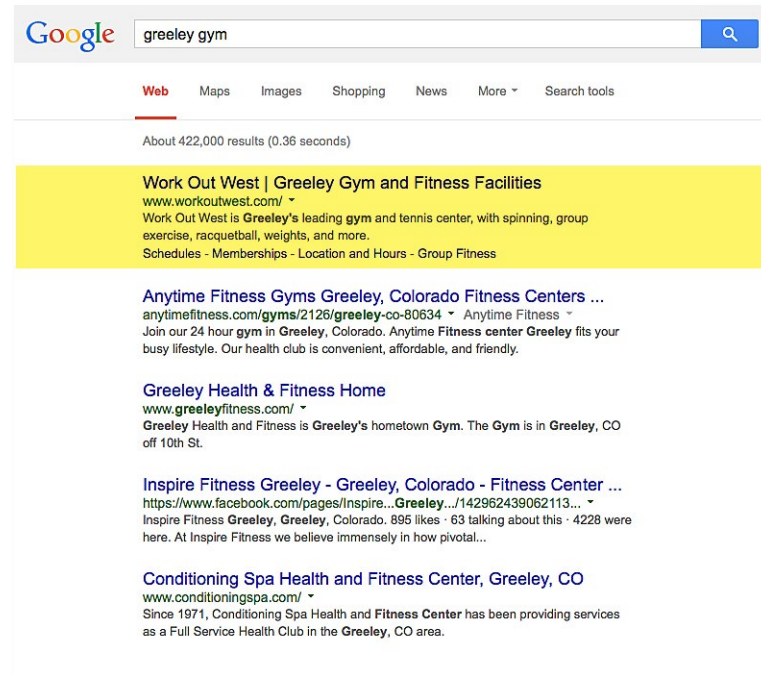 Google greeley gym
Web Maps Images Shopping News More Search tools
About 422,000 results (0.36 seconds)
Work Out West | Greeley Gym and Fitness Facilities
www.workoutwest.com/
Work Out West is Greeley's leading gym and tennis center, with spinning, group
exercise, racquetball, weights, and more.
Schedules - Memberships - Location and Hours - Group Fitness
Anytime Fitness Gyms Greeley, Colorado Fitness Centers ...
anytimefitness.com/gyms/2126/greeley-co-80634 Anytime Fitness
Join our 24 hour gym in Greeley, Colorado. Anytime Fitness center Greeley fits your
busy lifestyle. Our health club is convenient, affordable, and friendly.
Greeley Health & Fitness Home
www.greeleyfitness.com/
Greeley Health and Fitness is Greeley's hometown Gym. The Gym is in Greeley, CO
off 10th St.
Inspire Fitness Greeley - Greeley, Colorado - Fitness Center ...
https://www.facebook.com/pages/Inspire...Greeley.../142962439062113...
Inspire Fitness Greeley, Greeley, Colorado. 895 likes · 63 talking about this · 4228 were
here. At Inspire Fitness we believe immensely in how pivotal...
Conditioning Spa Health and Fitness Center, Greeley, CO
www.conditioningspa.com/
Since 1971, Conditioning Spa Health and Fitness Center has been providing services
as a Full Service Health Club in the Greeley, CO area.